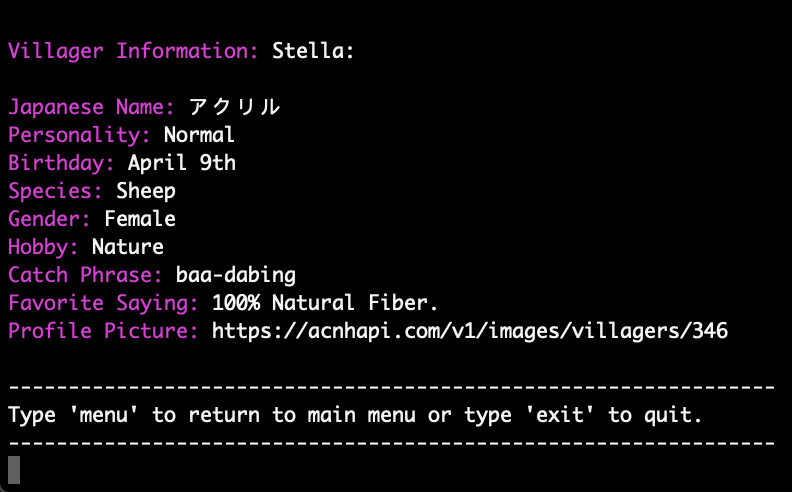 Villager Information: Stella:
Japanese Name: アクリル
Personality: Normal
Birthday: April 9th
Species: Sheep
Gender: Female
Hobby: Nature
Catch Phrase: baa-dabing
Favorite Saying: 100% Natural Fiber.
Profile Picture: https://acnhapi.com/v1/images/villagers/346
----------------------------------------------------------------
Type 'menu' to return to main menu or type 'exit' to quit.
----------------------------------------------------------------